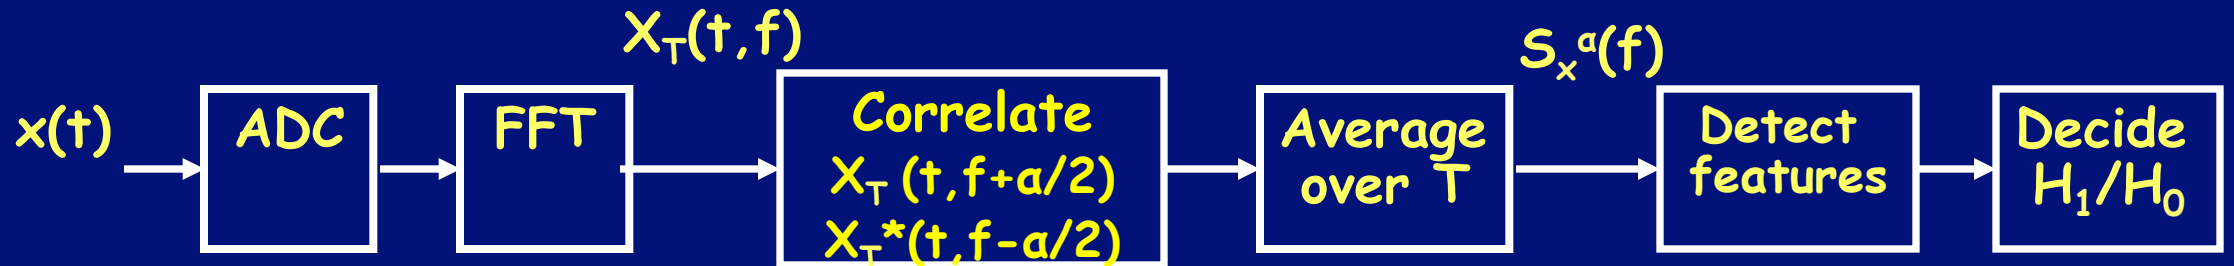 x(t)
ADC
FFT
X_T(t,f)
Correlate
X_T (t,f+a/2)
X_T*(t,f-a/2)
Average
over T
S_x^a(f)
Detect
features
Decide
H_1/H_0